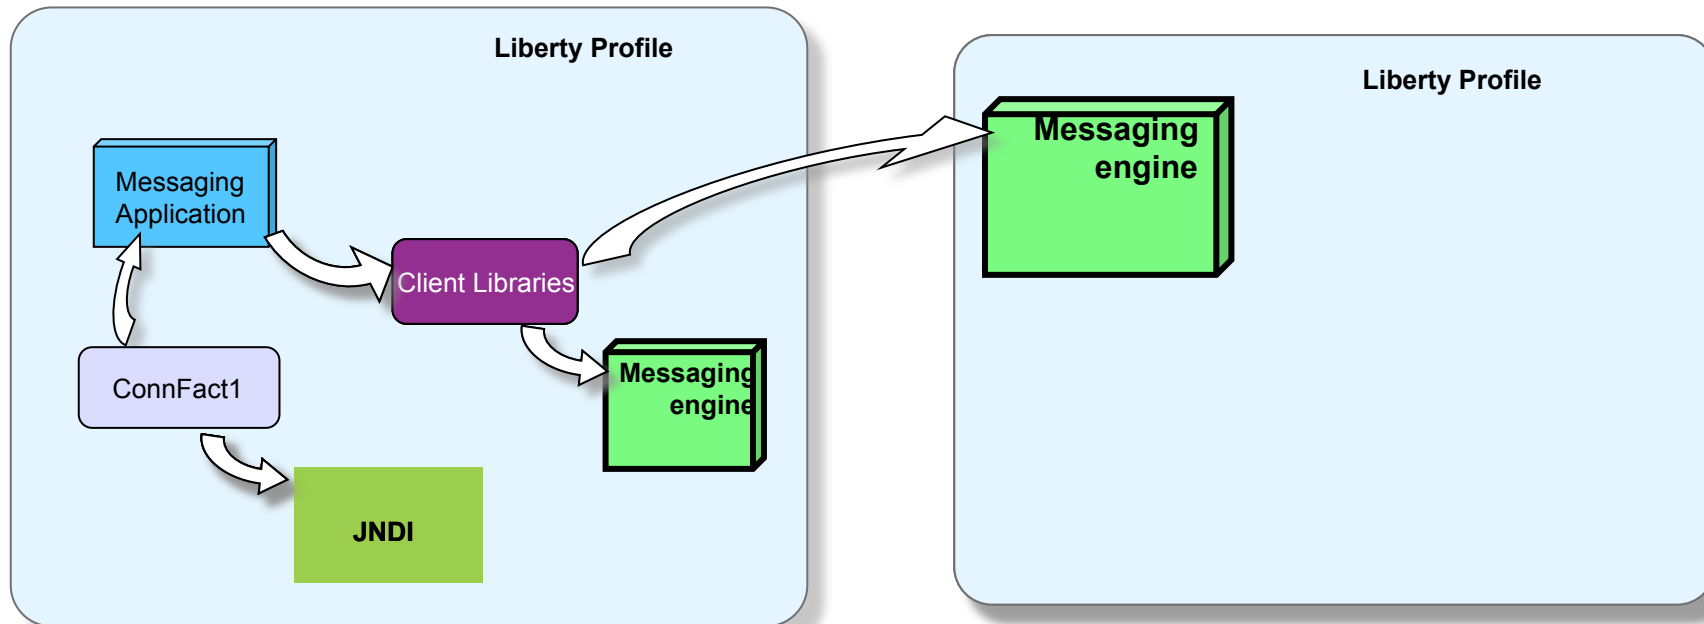 Liberty Profile
Messaging
Application
Client Libraries
ConnFact1
Messaging
engine
JNDI
Liberty Profile
Messaging
engine